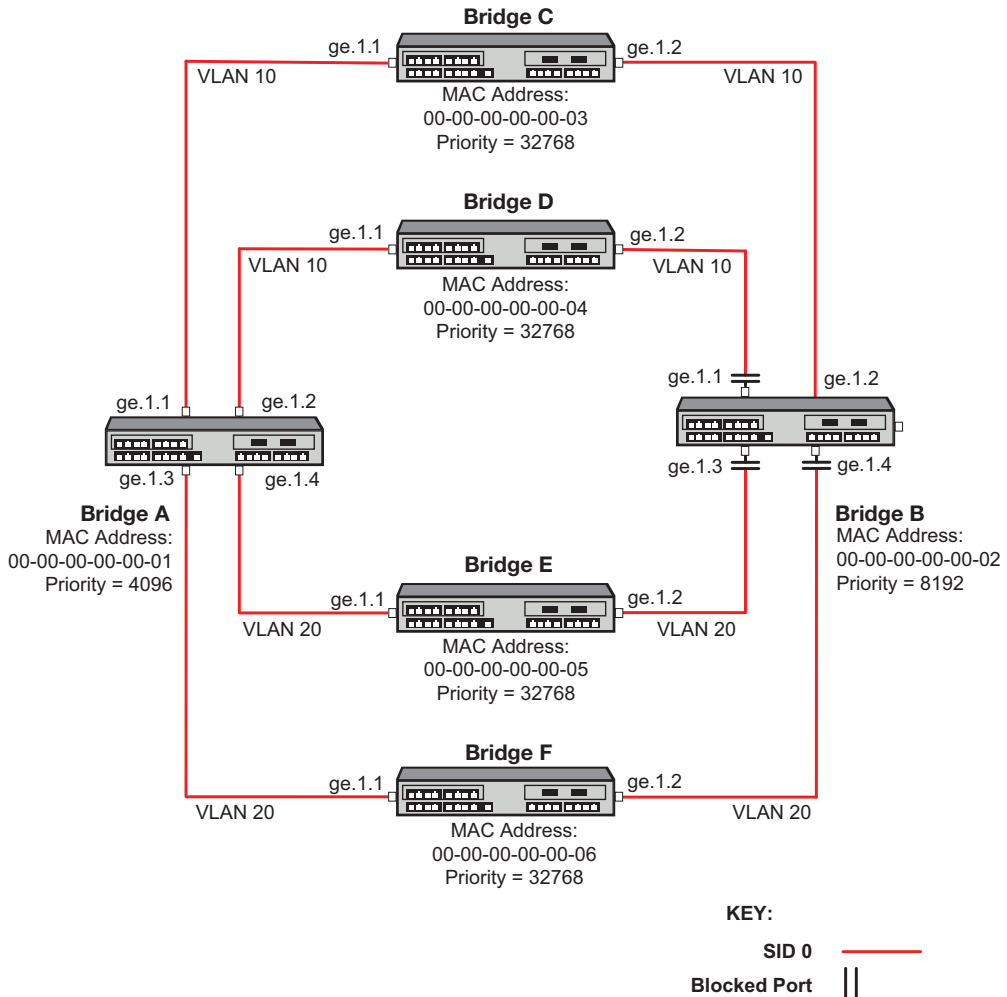 Bridge C
ge.1.1
ge.1.2
VLAN 10
VLAN 10
MAC Address:
00-00-00-00-00-03
Priority = 32768
Bridge D
ge.1.1
ge.1.2
VLAN 10
VLAN 10
MAC Address:
00-00-00-00-00-04
Priority = 32768
ge.1.1
ge.1.2
ge.1.3
ge.1.4
Bridge A
MAC Address:
00-00-00-00-00-01
Priority = 4096
ge.1.1
ge.1.2
ge.1.3
ge.1.4
Bridge B
MAC Address:
00-00-00-00-00-02
Priority = 8192
Bridge E
ge.1.1
ge.1.2
VLAN 20
VLAN 20
MAC Address:
00-00-00-00-00-05
Priority = 32768
Bridge F
ge.1.1
ge.1.2
VLAN 20
VLAN 20
MAC Address:
00-00-00-00-00-06
Priority = 32768
KEY:
SID 0
Blocked Port